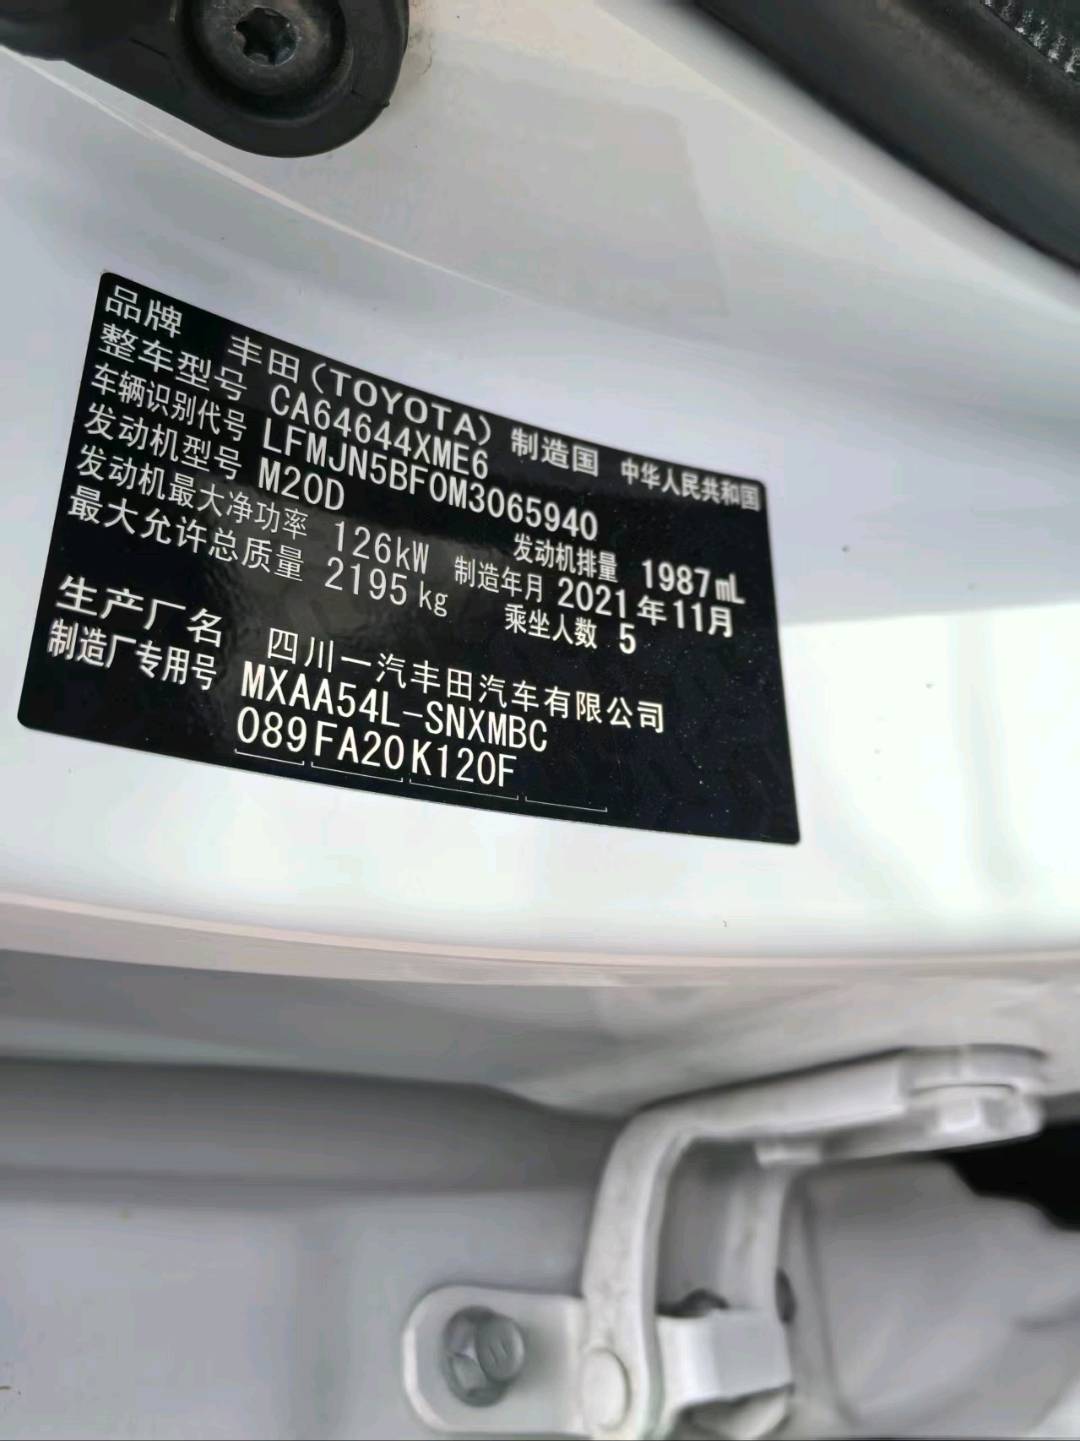 品牌 丰田(TOYOTA) 制造国 中华人民共和国
整车型号 CA64644XME6
车辆识别代号 LFMJN5BF0M3065940
发动机型号 M20D 发动机排量 1987mL
发动机最大净功率 126kW 制造年月 2021年11月
最大允许总质量 2195kg 乘坐人数 5
生产厂名 四川一汽丰田汽车有限公司
制造厂专用号 MXAA54L-SNXMBC
089 FA20 K120F